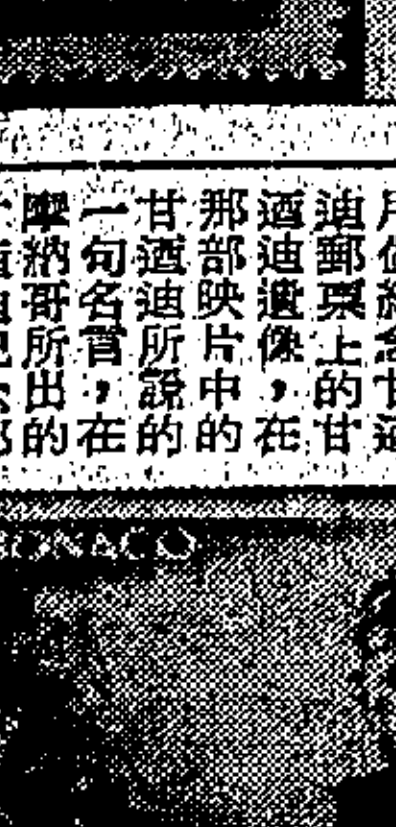 迪郵票上的甘
迺迪遺像，在
那部映片中的
甘迺迪所說的
一句名言，在
摩納哥所出的
MONACO